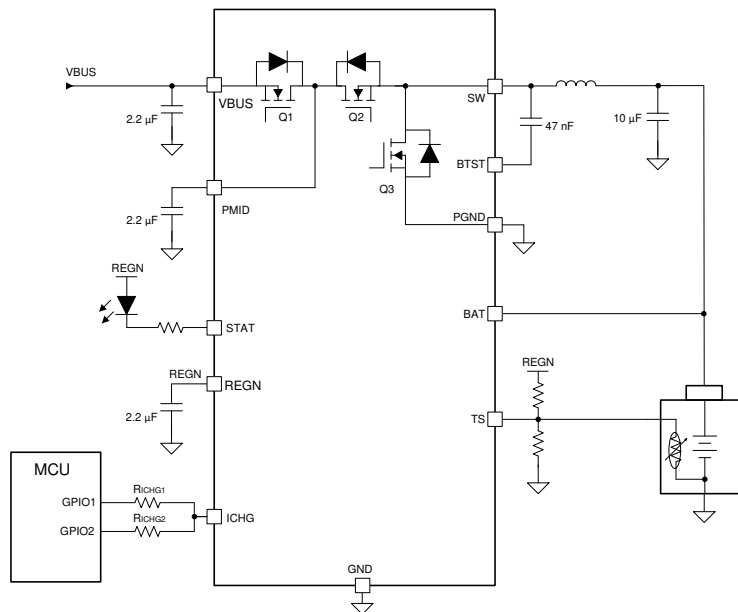 VBUS
2.2 µF
VBUS
Q1
Q2
SW
47 nF
10 µF
BTST
Q3
2.2 µF
PMID
PGND
REGN
STAT
BAT
REGN
REGN
2.2 µF
REGN
TS
MCU
GPIO1
RICHG1
GPIO2
RICHG2
ICHG
GND